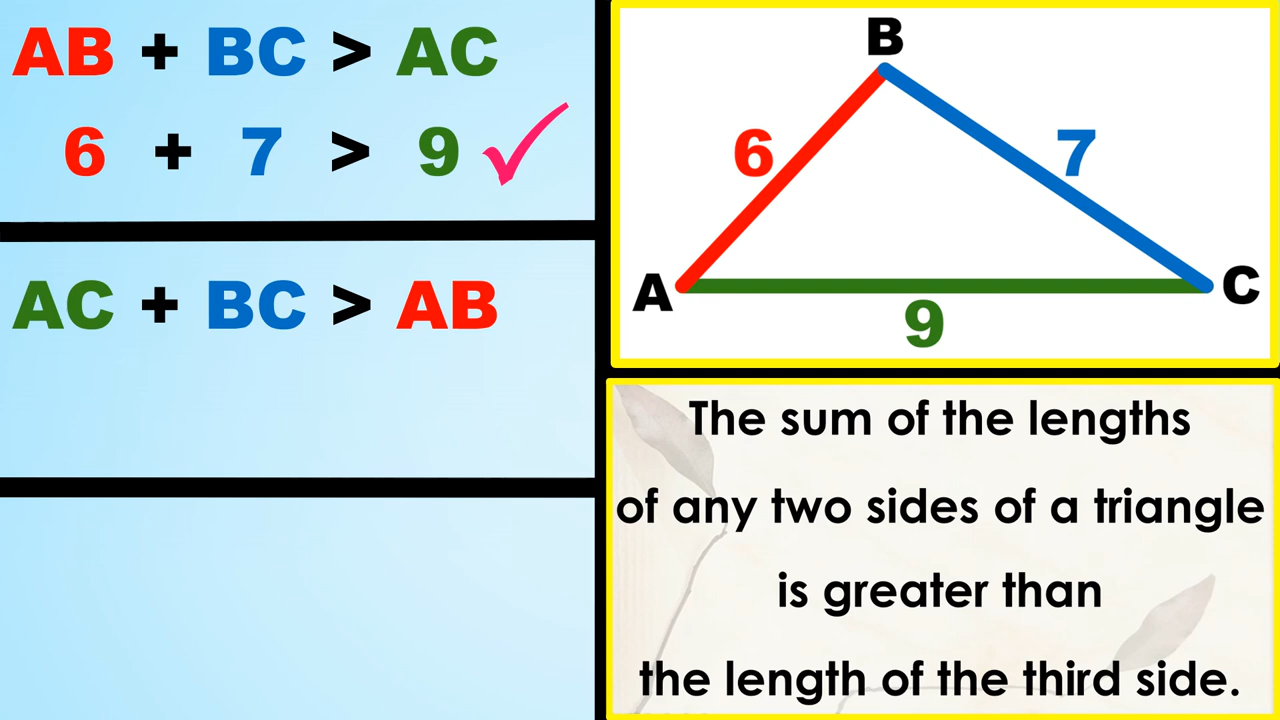 AB + BC > AC
6 + 7 > 9
AC + BC > AB
B
6
7
A
C
9
The sum of the lengths
of any two sides of a triangle
is greater than
the length of the third side.